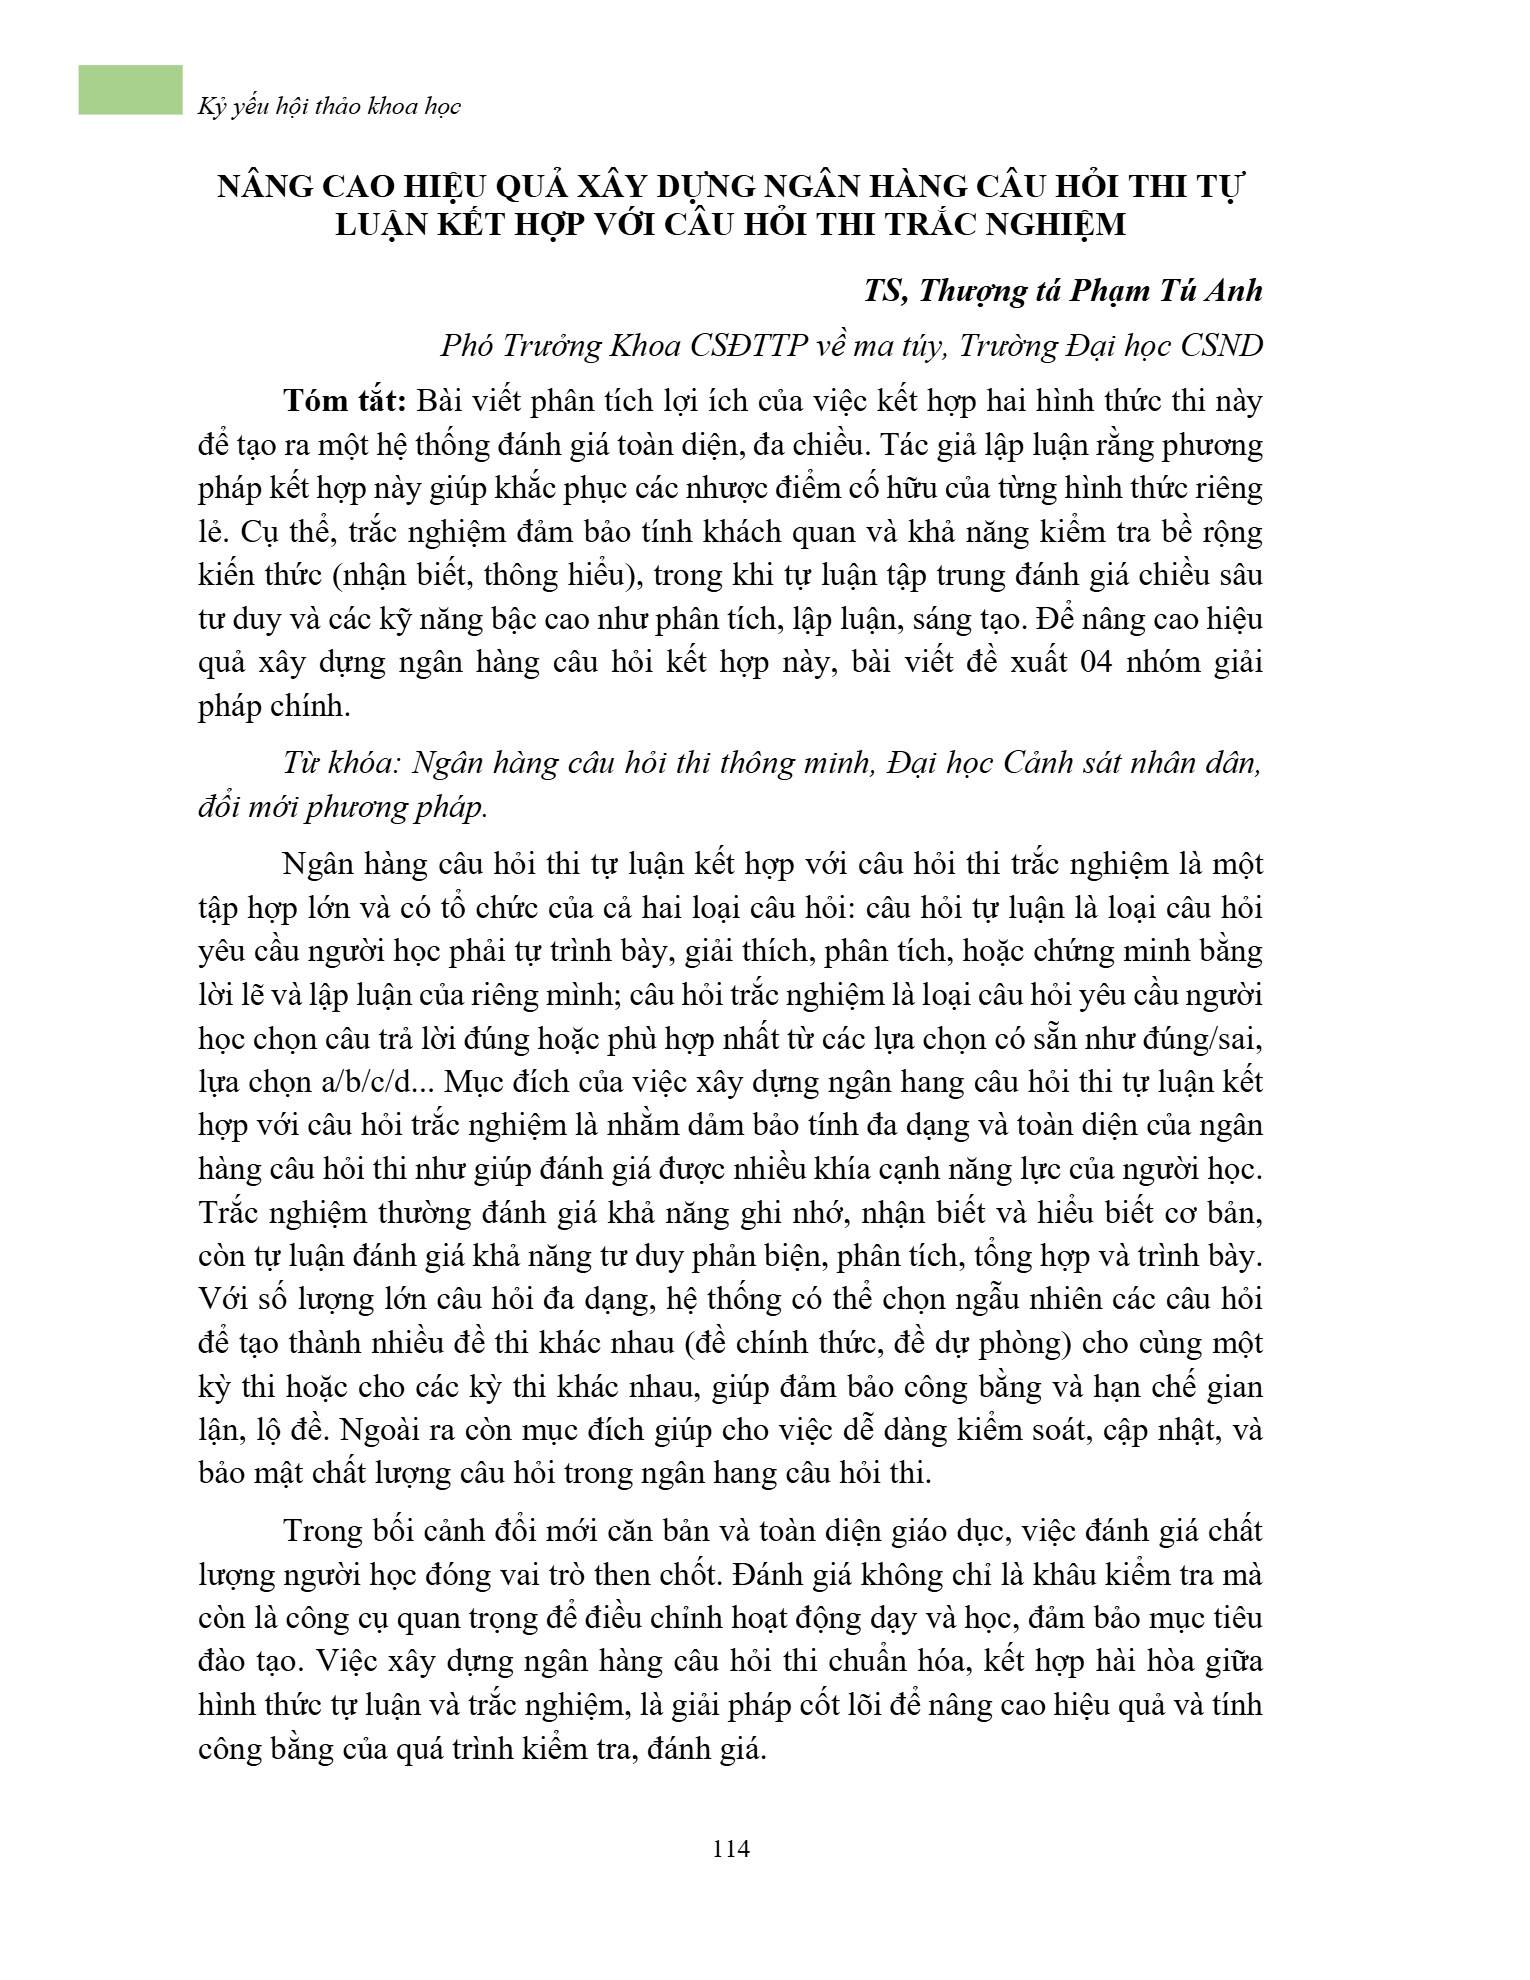 Kỷ yếu hội thảo khoa học
NÂNG CAO HIỆU QUẢ XÂY DỰNG NGÂN HÀNG CÂU HỎI THI TỰ
LUẬN KẾT HỢP VỚI CÂU HỎI THI TRẮC NGHIỆM
TS, Thượng tá Phạm Tú Anh
Phó Trưởng Khoa CSĐTTP về ma túy, Trường Đại học CSND
Tóm tắt: Bài viết phân tích lợi ích của việc kết hợp hai hình thức thi này
để tạo ra một hệ thống đánh giá toàn diện, đa chiều. Tác giả lập luận rằng phương
pháp kết hợp này giúp khắc phục các nhược điểm cố hữu của từng hình thức riêng
lẻ. Cụ thể, trắc nghiệm đảm bảo tính khách quan và khả năng kiểm tra bề rộng
kiến thức (nhận biết, thông hiểu), trong khi tự luận tập trung đánh giá chiều sâu
tư duy và các kỹ năng bậc cao như phân tích, lập luận, sáng tạo. Để nâng cao hiệu
quả xây dựng ngân hàng câu hỏi kết hợp này, bài viết đề xuất 04 nhóm giải
pháp chính.
Từ khóa: Ngân hàng câu hỏi thi thông minh, Đại học Cảnh sát nhân dân,
đổi mới phương pháp.
Ngân hàng câu hỏi thi tự luận kết hợp với câu hỏi thi trắc nghiệm là một
tập hợp lớn và có tổ chức của cả hai loại câu hỏi: câu hỏi tự luận là loại câu hỏi
yêu cầu người học phải tự trình bày, giải thích, phân tích, hoặc chứng minh bằng
lời lẽ và lập luận của riêng mình; câu hỏi trắc nghiệm là loại câu hỏi yêu cầu người
học chọn câu trả lời đúng hoặc phù hợp nhất từ các lựa chọn có sẵn như đúng/sai,
lựa chọn a/b/c/d... Mục đích của việc xây dựng ngân hang câu hỏi thi tự luận kết
hợp với câu hỏi trắc nghiệm là nhằm dảm bảo tính đa dạng và toàn diện của ngân
hàng câu hỏi thi như giúp đánh giá được nhiều khía cạnh năng lực của người học.
Trắc nghiệm thường đánh giá khả năng ghi nhớ, nhận biết và hiểu biết cơ bản,
còn tự luận đánh giá khả năng tư duy phản biện, phân tích, tổng hợp và trình bày.
Với số lượng lớn câu hỏi đa dạng, hệ thống có thể chọn ngẫu nhiên các câu hỏi
để tạo thành nhiều đề thi khác nhau (đề chính thức, đề dự phòng) cho cùng một
kỳ thi hoặc cho các kỳ thi khác nhau, giúp đảm bảo công bằng và hạn chế gian
lận, lộ đề. Ngoài ra còn mục đích giúp cho việc dễ dàng kiểm soát, cập nhật, và
bảo mật chất lượng câu hỏi trong ngân hang câu hỏi thi.
Trong bối cảnh đổi mới căn bản và toàn diện giáo dục, việc đánh giá chất
lượng người học đóng vai trò then chốt. Đánh giá không chỉ là khâu kiểm tra mà
còn là công cụ quan trọng để điều chỉnh hoạt động dạy và học, đảm bảo mục tiêu
đào tạo. Việc xây dựng ngân hàng câu hỏi thi chuẩn hóa, kết hợp hài hòa giữa
hình thức tự luận và trắc nghiệm, là giải pháp cốt lõi để nâng cao hiệu quả và tính
công bằng của quá trình kiểm tra, đánh giá.
114